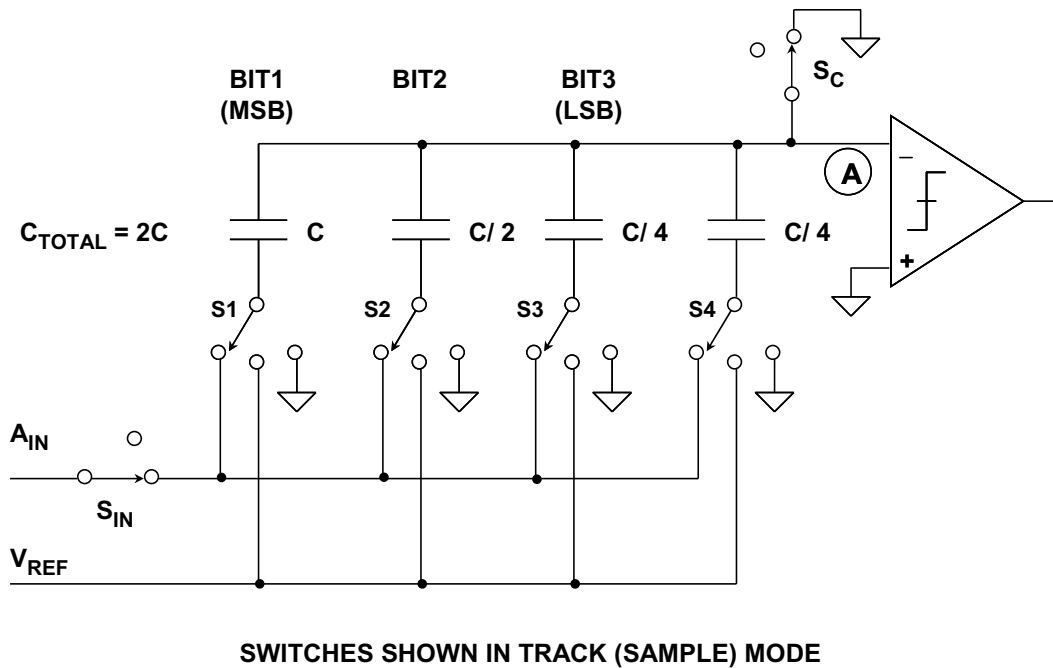 BIT1
(MSB)
BIT2
BIT3
(LSB)
S_C
A
C_TOTAL = 2C
C
C/ 2
C/ 4
C/ 4
–
+
S1
S2
S3
S4
A_IN
S_IN
V_REF
SWITCHES SHOWN IN TRACK (SAMPLE) MODE